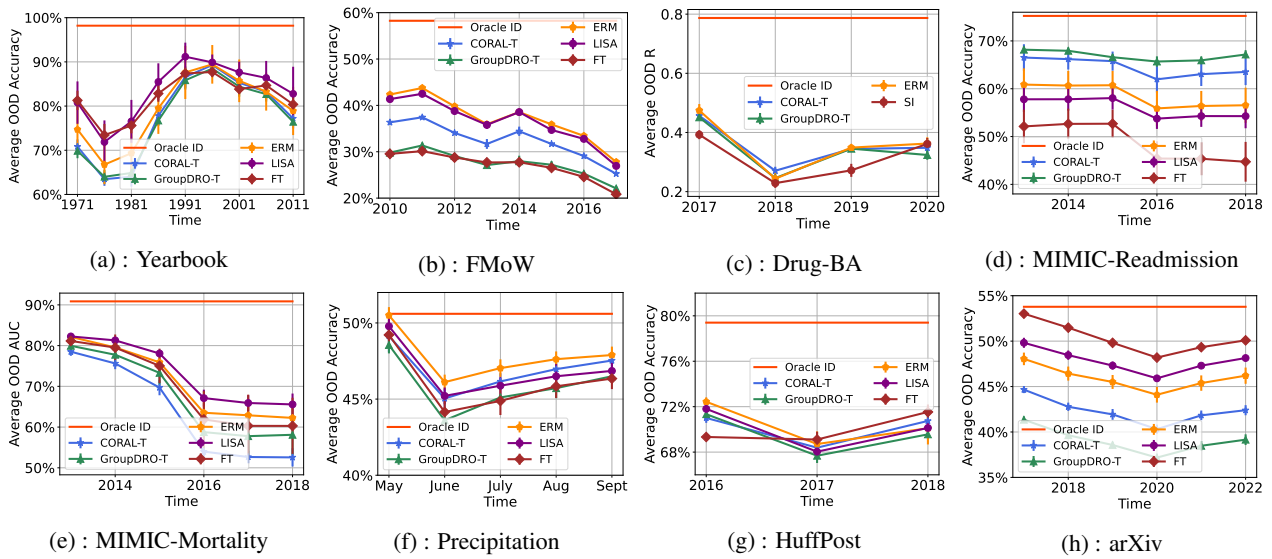 100%
90%
80%
70%
60%
Average OOD Accuracy
1971
1981
1991
2001
2011
Time
Oracle ID
CORAL-T
GroupDRO-T
ERM
LISA
FT
(a) : Yearbook
60%
50%
40%
30%
20%
Average OOD Accuracy
2010
2012
2014
2016
Time
Oracle ID
CORAL-T
GroupDRO-T
ERM
LISA
FT
(b) : FMoW
0.8
0.6
0.4
0.2
Average OOD R
2017
2018
2019
2020
Time
Oracle ID
CORAL-T
GroupDRO-T
ERM
SI
(c) : Drug-BA
70%
60%
50%
40%
Average OOD Accuracy
2014
2016
2018
Time
Oracle ID
CORAL-T
GroupDRO-T
ERM
LISA
FT
(d) : MIMIC-Readmission
90%
80%
70%
60%
50%
Average OOD AUC
2014
2016
2018
Time
Oracle ID
CORAL-T
GroupDRO-T
ERM
LISA
FT
(e) : MIMIC-Mortality
50%
45%
40%
Average OOD Accuracy
May
June
July
Aug
Sept
Time
Oracle ID
CORAL-T
GroupDRO-T
ERM
LISA
FT
(f) : Precipitation
80%
76%
72%
68%
Average OOD Accuracy
2016
2017
2018
Time
Oracle ID
CORAL-T
GroupDRO-T
ERM
LISA
FT
(g) : HuffPost
55%
50%
45%
40%
35%
Average OOD Accuracy
2018
2020
2022
Time
Oracle ID
CORAL-T
GroupDRO-T
ERM
LISA
FT
(h) : arXiv